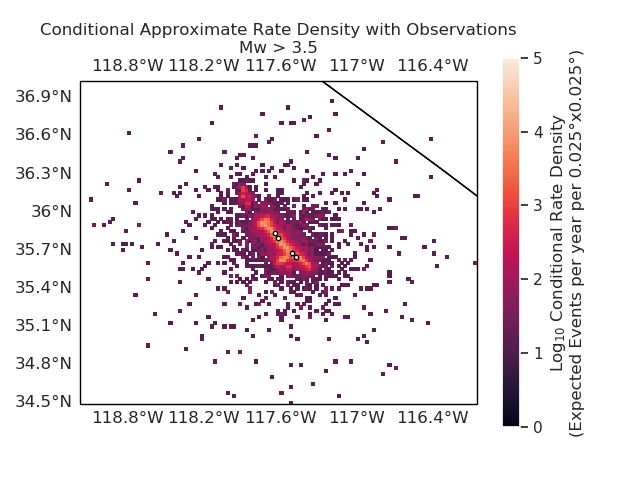 Conditional Approximate Rate Density with Observations
Mw > 3.5
118.8°W 118.2°W 117.6°W 117°W 116.4°W
36.9°N
36.6°N
36.3°N
36°N
35.7°N
35.4°N
35.1°N
34.8°N
34.5°N
118.8°W 118.2°W 117.6°W 117°W 116.4°W
5
4
3
2
1
0
Log₁₀ Conditional Rate Density
(Expected Events per year per 0.025°x0.025°)